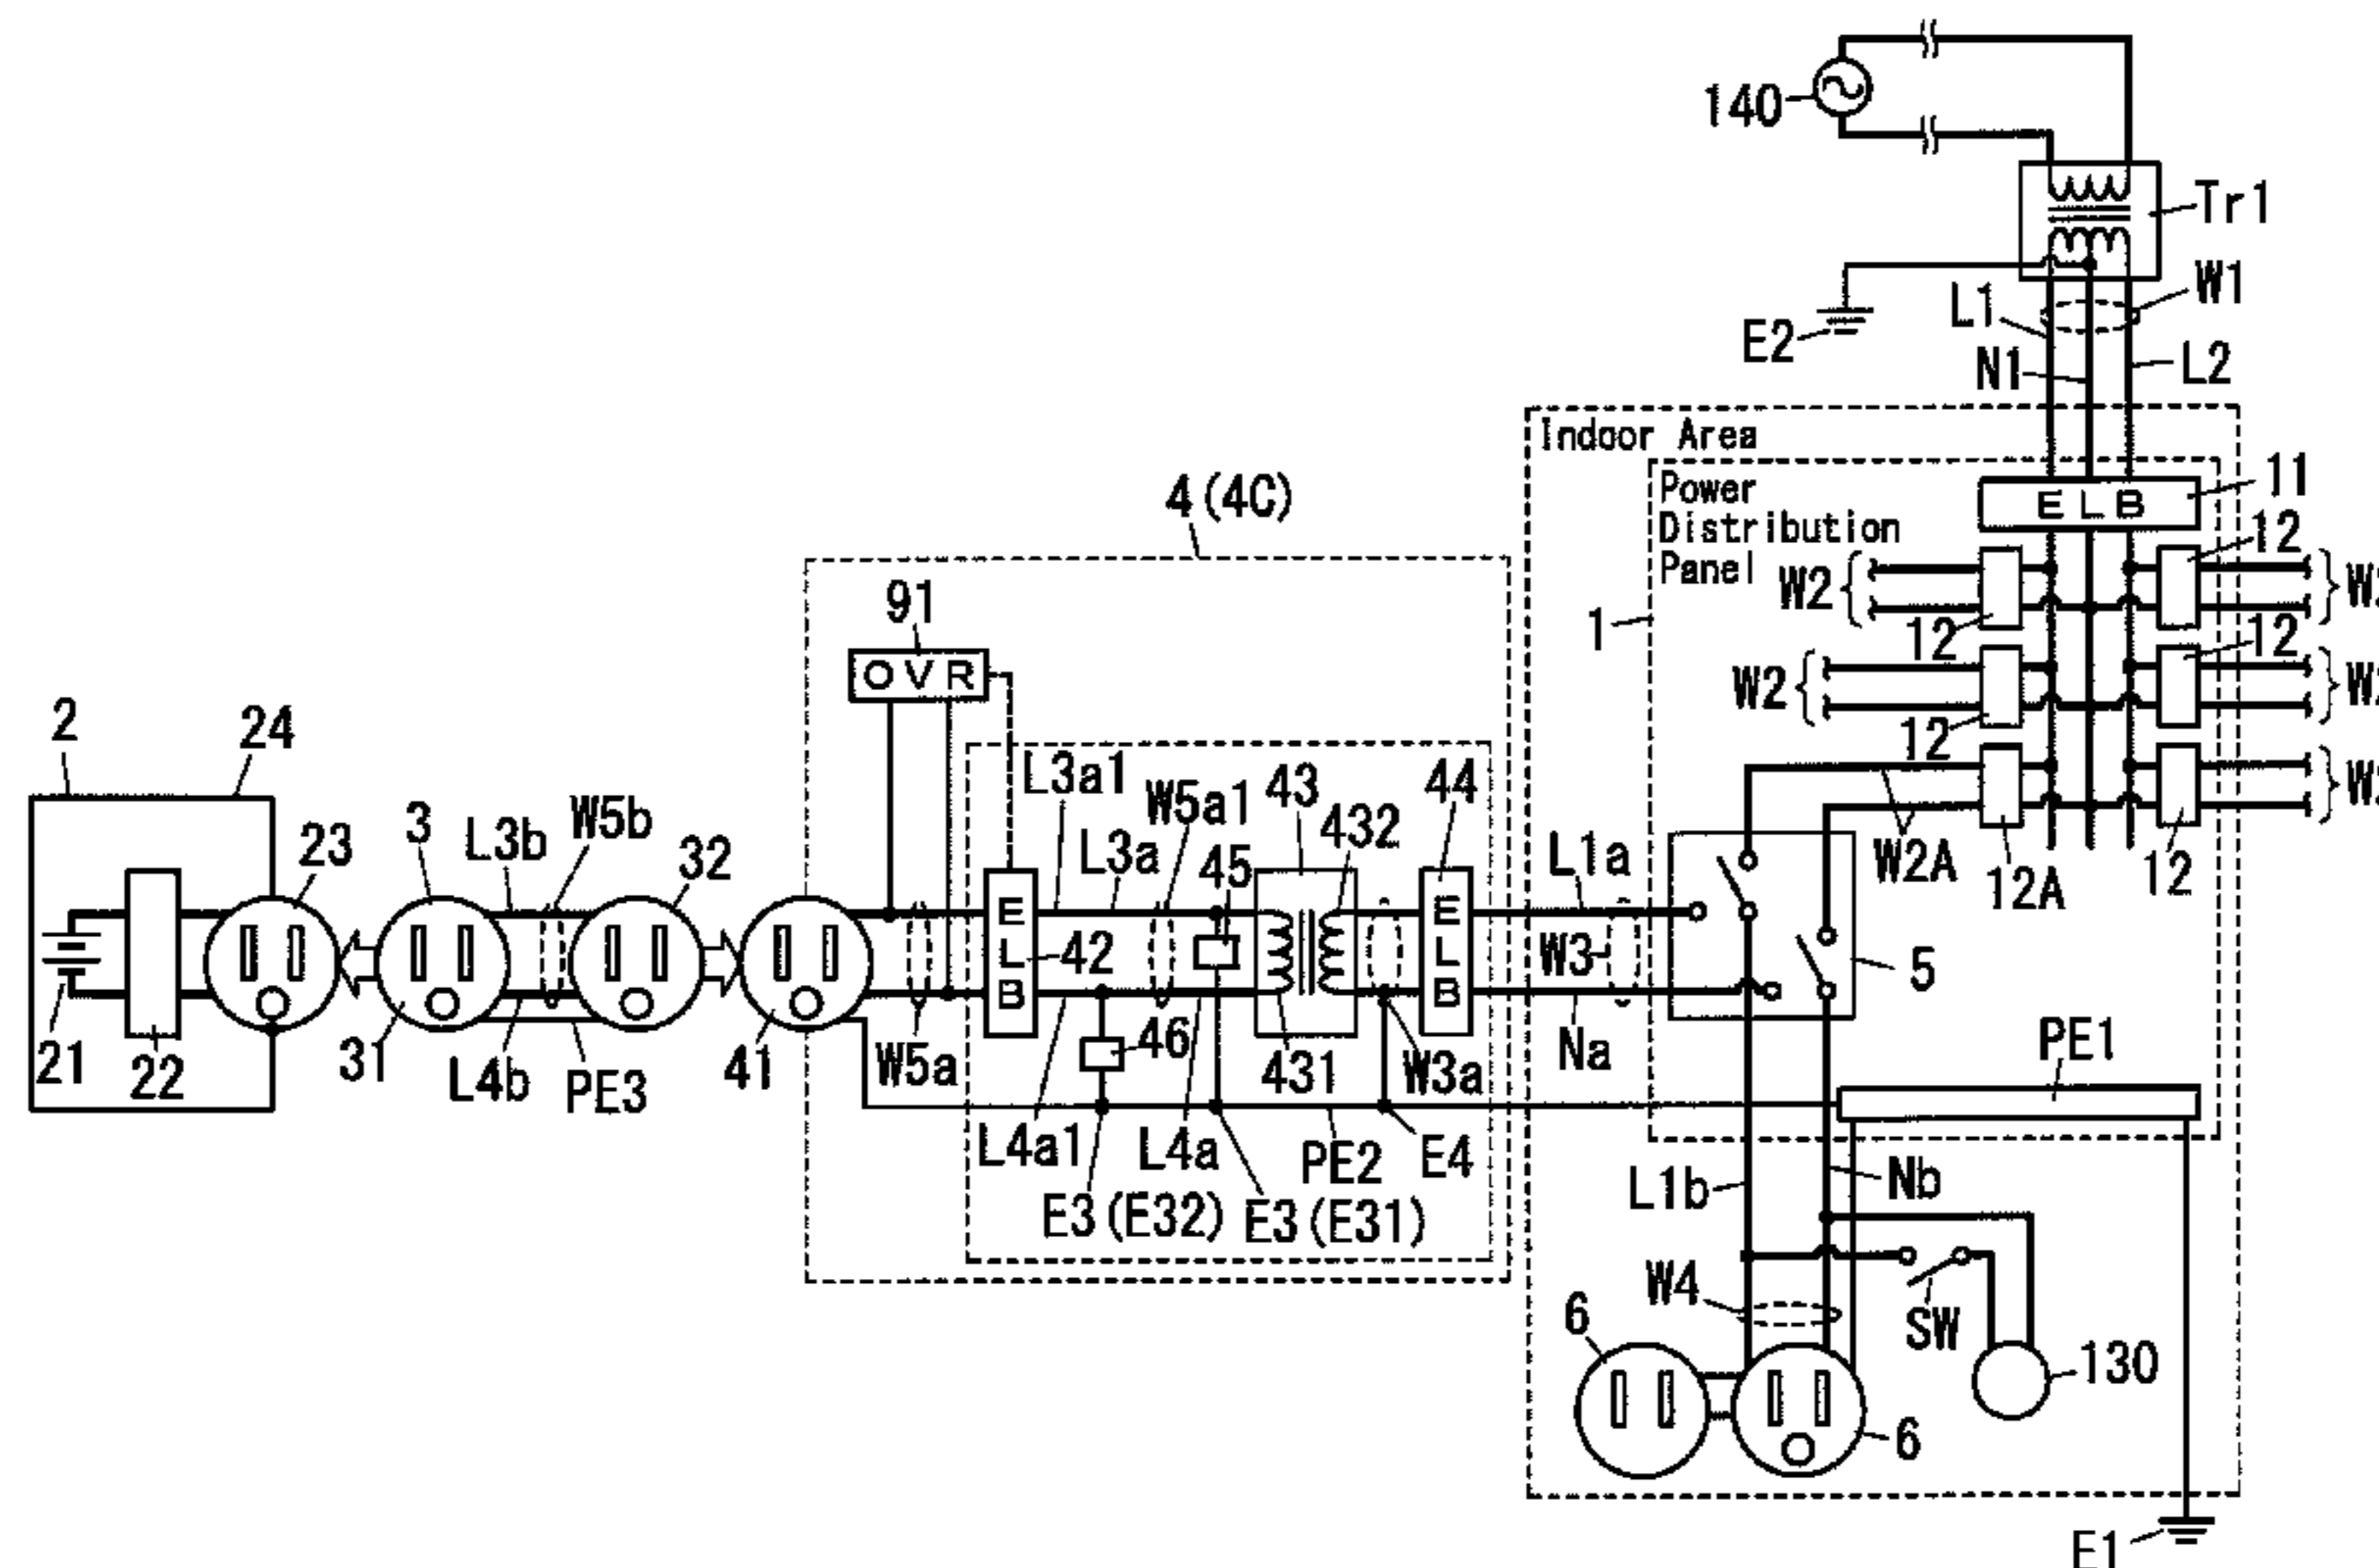 140
Tr1
W1
L1
E2
N1
L2
Indoor Area
Power
Distribution
Panel
11
E L B
12
4(4C)
W2
W2
1
12
12
91
O V R
W2
W2
2
24
12
W2
L3a1
W5a1
43
44
432
3
L3b
W5b
32
23
L3a
45
L1a
W2A
12A
12
E
L
B
42
E
L
B
W3
5
21
22
31
L4b
PE3
41
W5a
46
431
W3a
Na
PE1
L4a1
L4a
PE2
E4
L1b
Nb
E3(E32)
E3(E31)
W4
SW
6
130
6
E1